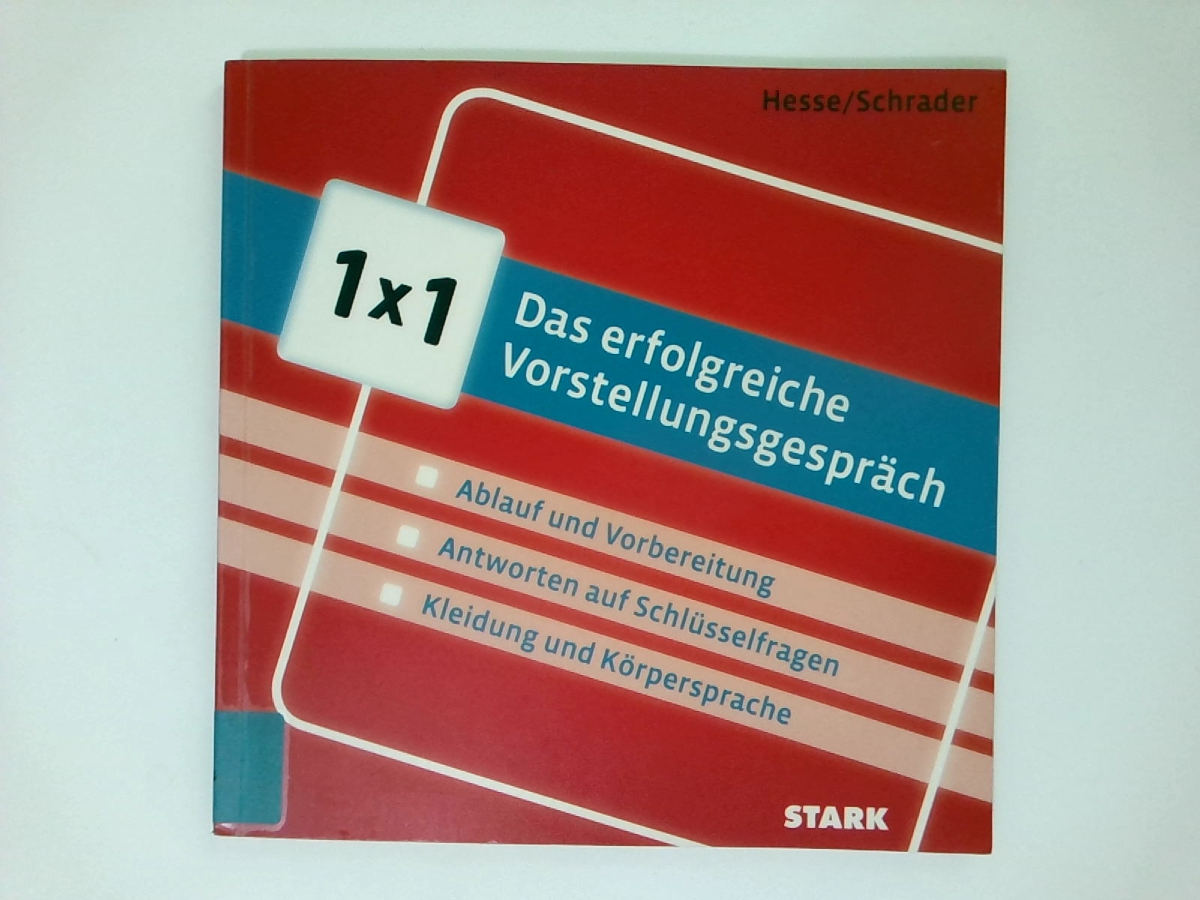 Hesse/Schrader
1x1
Das erfolgreiche
Vorstellungsgespräch
Ablauf und Vorbereitung
Antworten auf Schlüsselfragen
Kleidung und Körpersprache
STARK